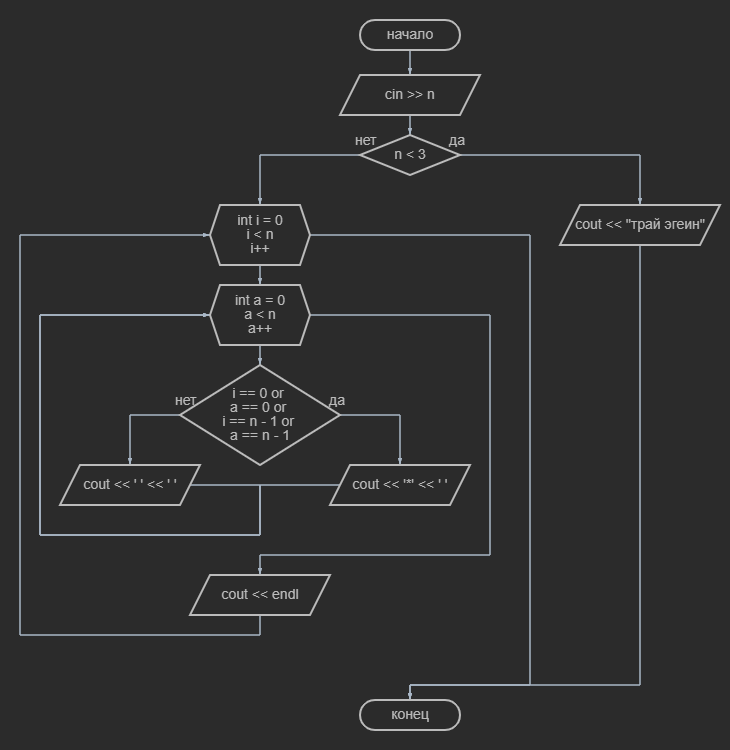 начало
cin >> n
нет
да
n < 3
int i = 0
i < n
i++
cout << "трай эгеин"
int a = 0
a < n
a++
нет
да
i == 0 or
a == 0 or
i == n - 1 or
a == n - 1
cout << ' ' << ' '
cout << '*' << ' '
cout << endl
конец